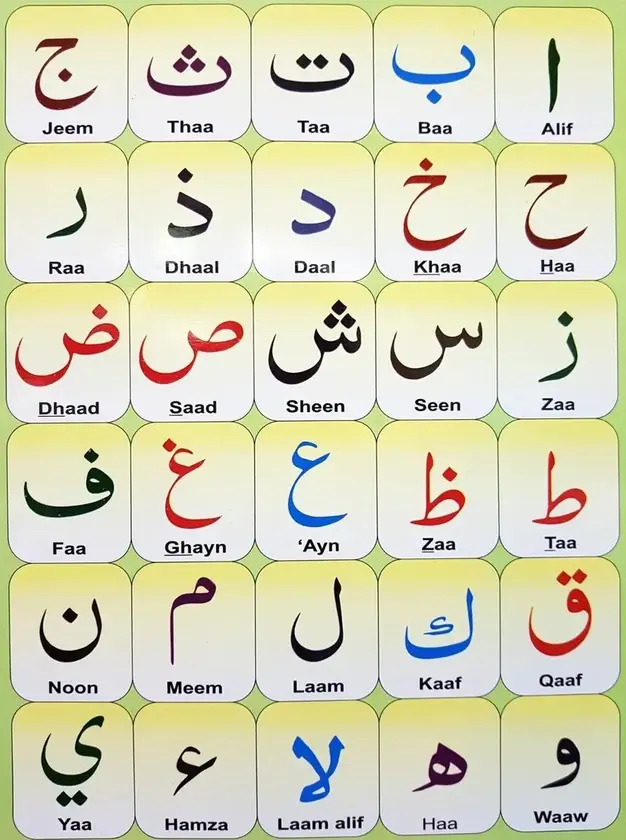 ا ب ت ث ج
Alif Baa Taa Thaa Jeem
ح خ د ذ ر
Haa Khaa Daal Dhaal Raa
ز س ش ص ض
Zaa Seen Sheen Saad Dhaad
ط ظ ع غ ف
Taa Zaa ‘Ayn Ghayn Faa
ق ك ل م ن
Qaaf Kaaf Laam Meem Noon
و ه لا ء ي
Waaw Haa Laam alif Hamza Yaa